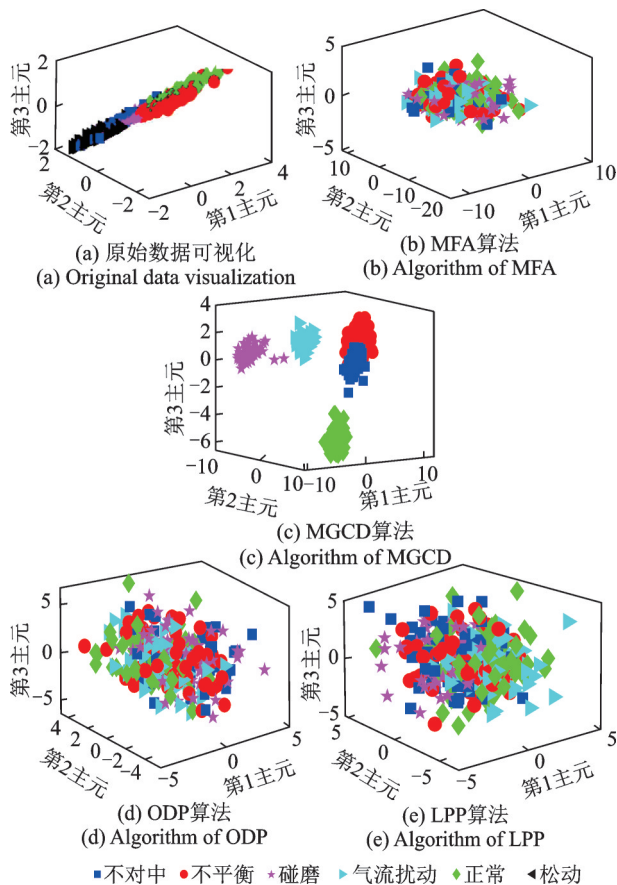 2
0
−2
第3主元
2
0
−2
第2主元
−2
0
2
4
第1主元
(a) 原始数据可视化
(a) Original data visualization
5
0
−5
第3主元
10
0
−10
−20
第2主元
−10
0
10
第1主元
(b) MFA算法
(b) Algorithm of MFA
4
2
0
−2
−4
−6
第3主元
−10
0
10
第2主元
−10
0
10
第1主元
(c) MGCD算法
(c) Algorithm of MGCD
5
0
−5
第3主元
4
2
0
−2
−4
第2主元
−5
0
5
第1主元
(d) ODP算法
(d) Algorithm of ODP
5
0
−5
第3主元
5
0
−5
第2主元
−5
0
5
第1主元
(e) LPP算法
(e) Algorithm of LPP
不对中 不平衡 碰磨 气流扰动 正常 松动